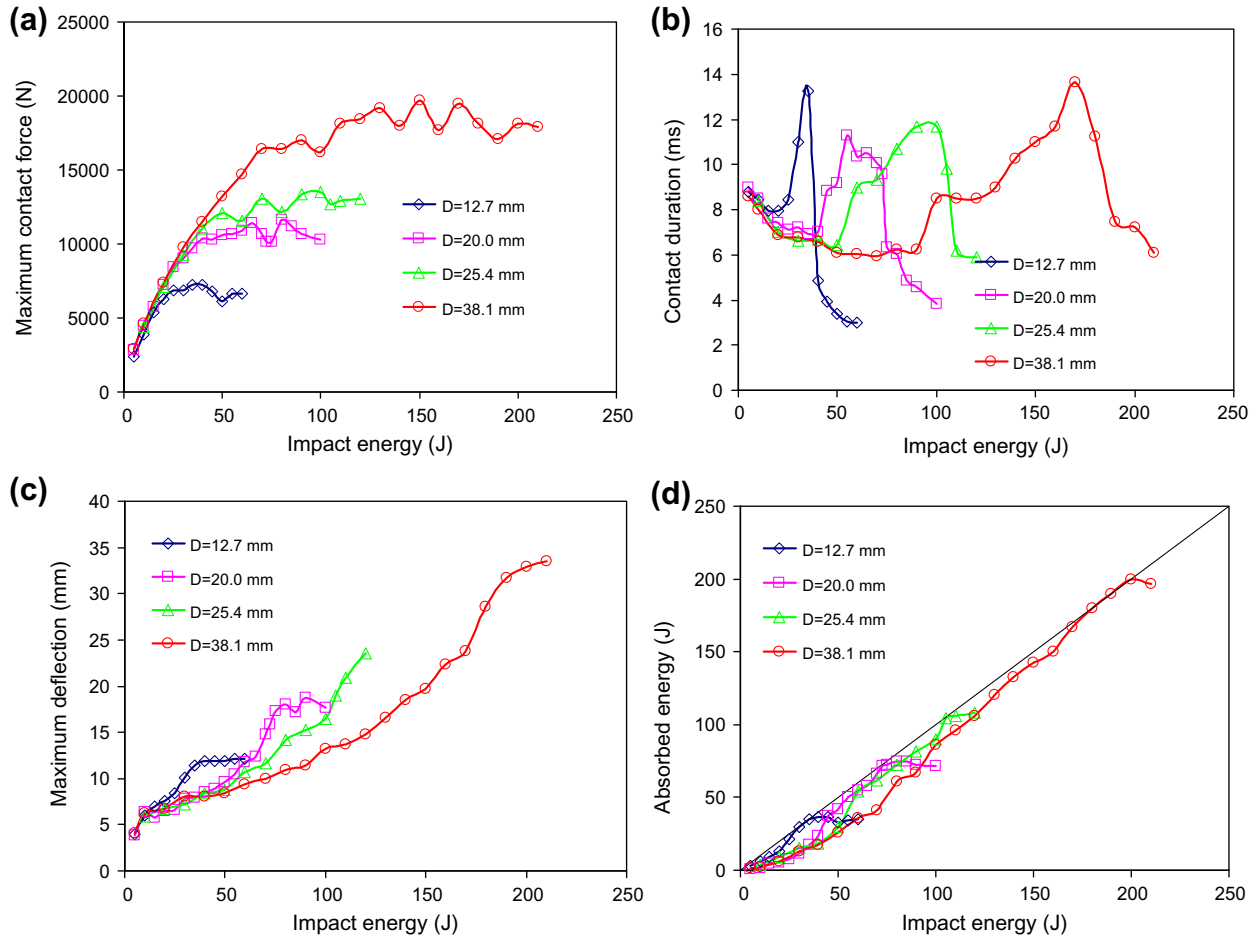 (a)
25000
20000
15000
10000
5000
0
0 50 100 150 200 250
Maximum contact force (N)
Impact energy (J)
D=12.7 mm
D=20.0 mm
D=25.4 mm
D=38.1 mm
(b)
16
14
12
10
8
6
4
2
0
0 50 100 150 200 250
Contact duration (ms)
Impact energy (J)
D=12.7 mm
D=20.0 mm
D=25.4 mm
D=38.1 mm
(c)
40
35
30
25
20
15
10
5
0
0 50 100 150 200 250
Maximum deflection (mm)
Impact energy (J)
D=12.7 mm
D=20.0 mm
D=25.4 mm
D=38.1 mm
(d)
250
200
150
100
50
0
0 50 100 150 200 250
Absorbed energy (J)
Impact energy (J)
D=12.7 mm
D=20.0 mm
D=25.4 mm
D=38.1 mm